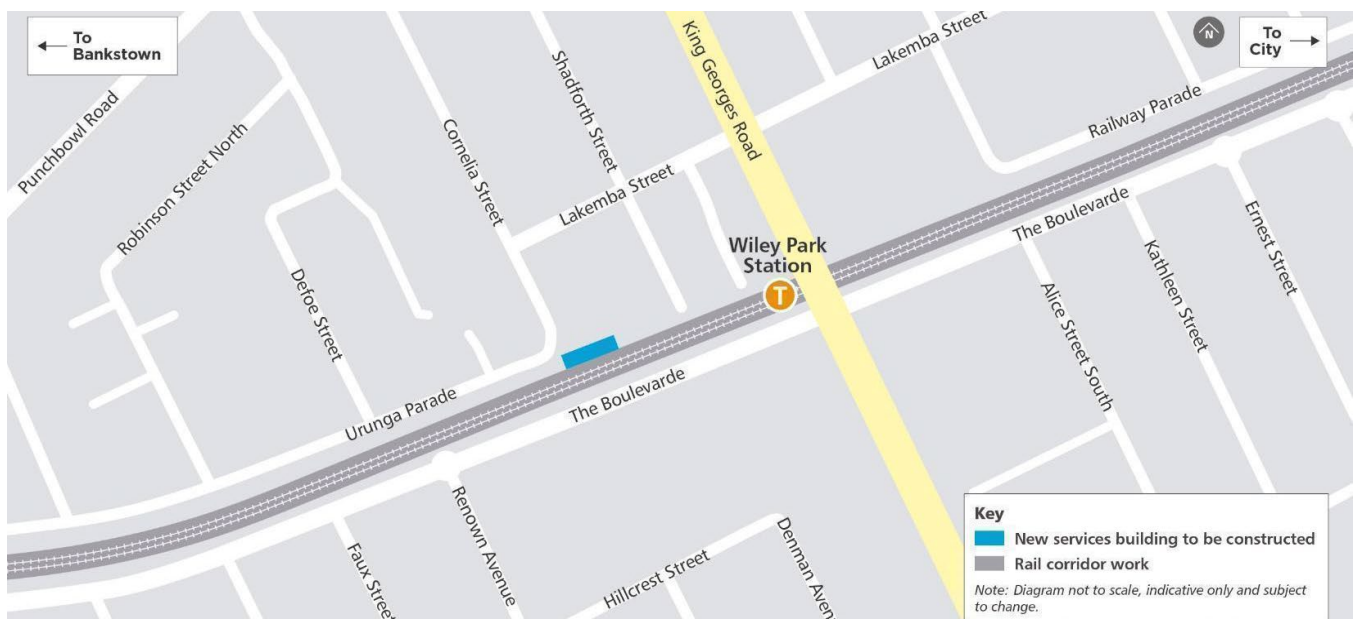 To
Bankstown
N
To
City
Punchbowl Road
Robinson Street North
Defoe Street
Cornelia Street
Shadforth Street
Lakemba Street
King Georges Road
Lakemba Street
Railway Parade
Wiley Park
Station
T
The Boulevarde
Ernest Street
Kathleen Street
Alice Street South
Urunga Parade
The Boulevarde
Renown Avenue
Faux Street
Hillcrest Street
Denman Aven
Key
New services building to be constructed
Rail corridor work
Note: Diagram not to scale, indicative only and subject
to change.